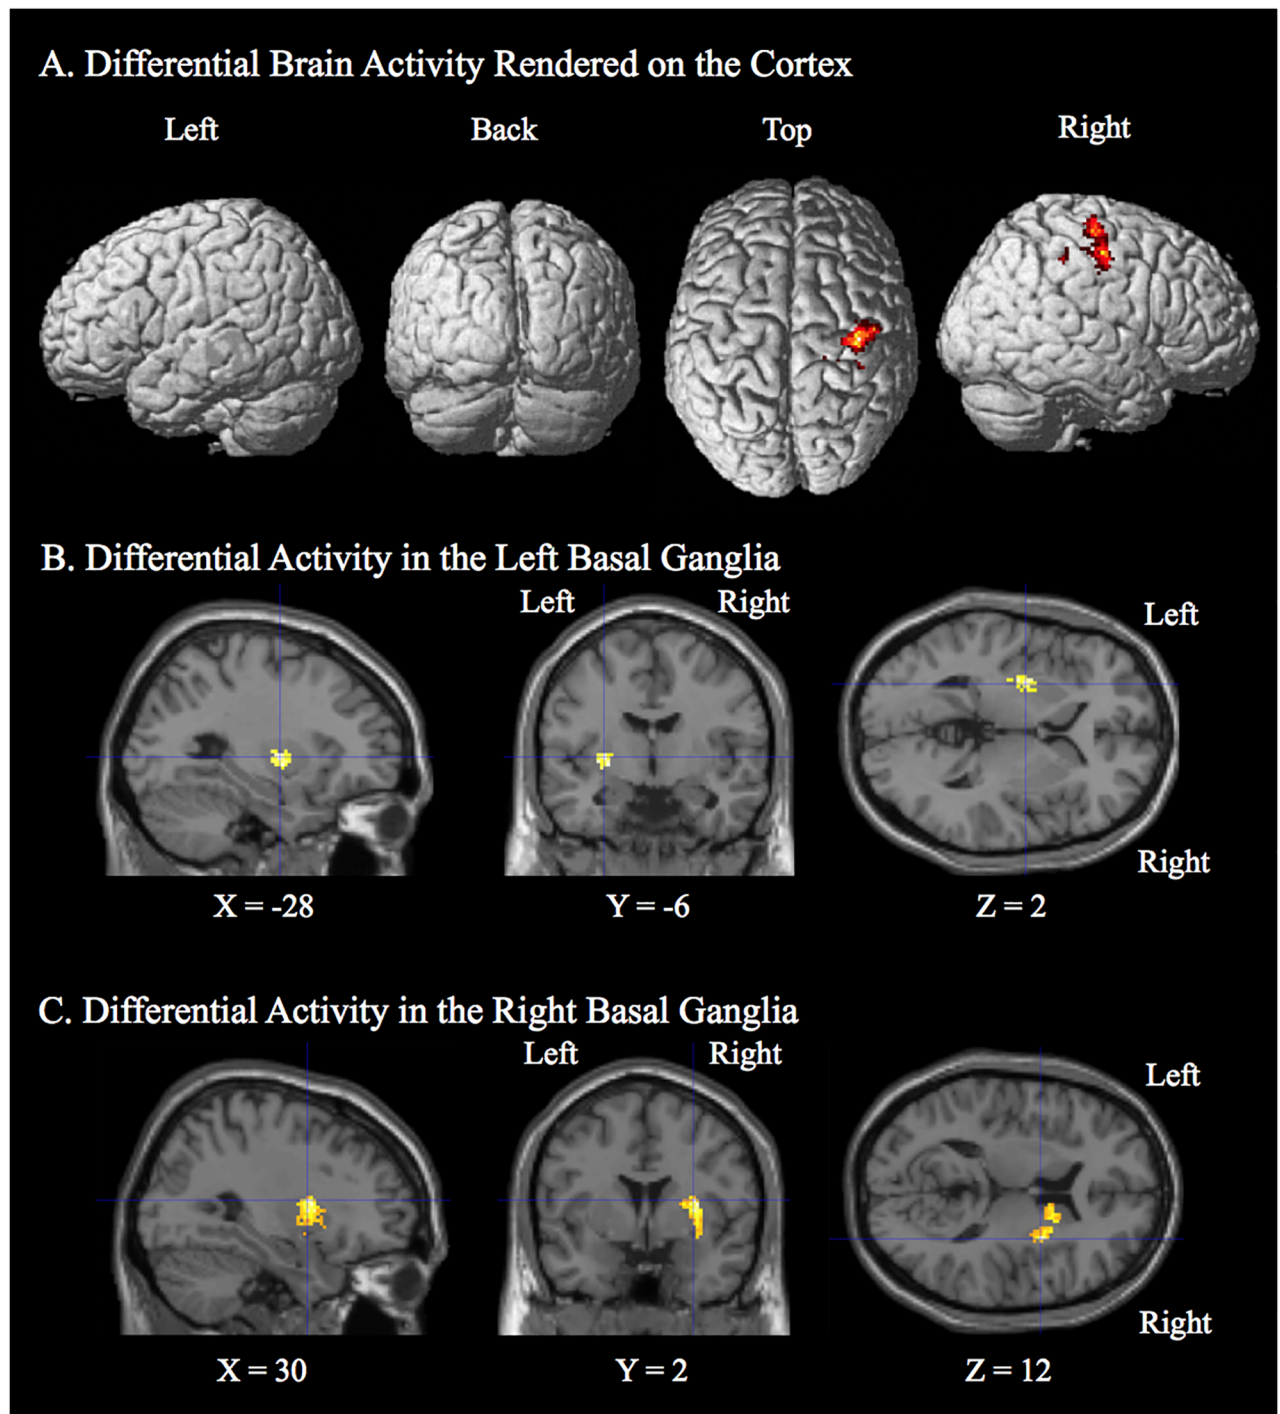 A. Differential Brain Activity Rendered on the Cortex
Left Back Top Right
B. Differential Activity in the Left Basal Ganglia
Left Right Left
Right
X = -28 Y = -6 Z = 2
C. Differential Activity in the Right Basal Ganglia
Left Right Left
Right
X = 30 Y = 2 Z = 12